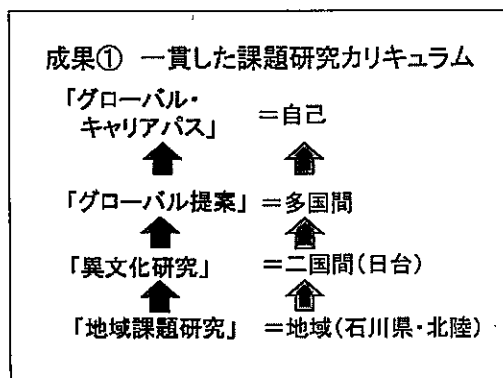 成果① 一貫した課題研究カリキュラム
「グローバル・
キャリアパス」 ＝自己
「グローバル提案」＝多国間
「異文化研究」 ＝二国間(日台)
「地域課題研究」 ＝地域(石川県・北陸)